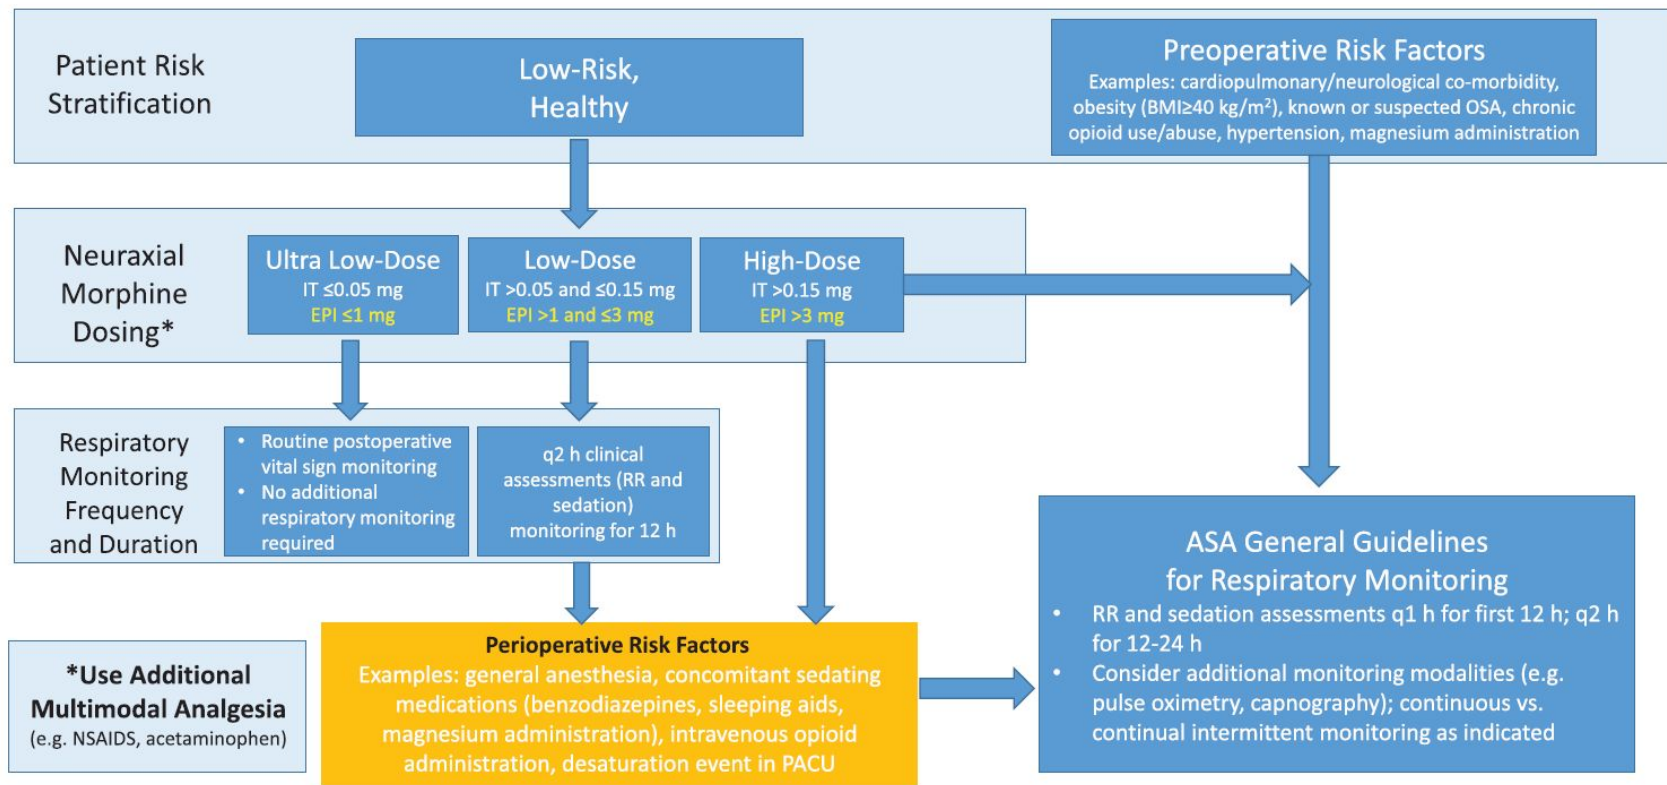 Patient Risk
Stratification
Low-Risk,
Healthy
Preoperative Risk Factors
Examples: cardiopulmonary/neurological co-morbidity,
obesity (BMI≥40 kg/m²), known or suspected OSA, chronic
opioid use/abuse, hypertension, magnesium administration
Neuraxial
Morphine
Dosing*
Ultra Low-Dose
IT ≤0.05 mg
EPI ≤1 mg
Low-Dose
IT >0.05 and ≤0.15 mg
EPI >1 and ≤3 mg
High-Dose
IT >0.15 mg
EPI >3 mg
Respiratory
Monitoring
Frequency
and Duration
• Routine postoperative
vital sign monitoring
• No additional
respiratory monitoring
required
q2 h clinical
assessments (RR and
sedation)
monitoring for 12 h
ASA General Guidelines
for Respiratory Monitoring
• RR and sedation assessments q1 h for first 12 h; q2 h
for 12-24 h
• Consider additional monitoring modalities (e.g.
pulse oximetry, capnography); continuous vs.
continual intermittent monitoring as indicated
*Use Additional
Multimodal Analgesia
(e.g. NSAIDS, acetaminophen)
Perioperative Risk Factors
Examples: general anesthesia, concomitant sedating
medications (benzodiazepines, sleeping aids,
magnesium administration), intravenous opioid
administration, desaturation event in PACU